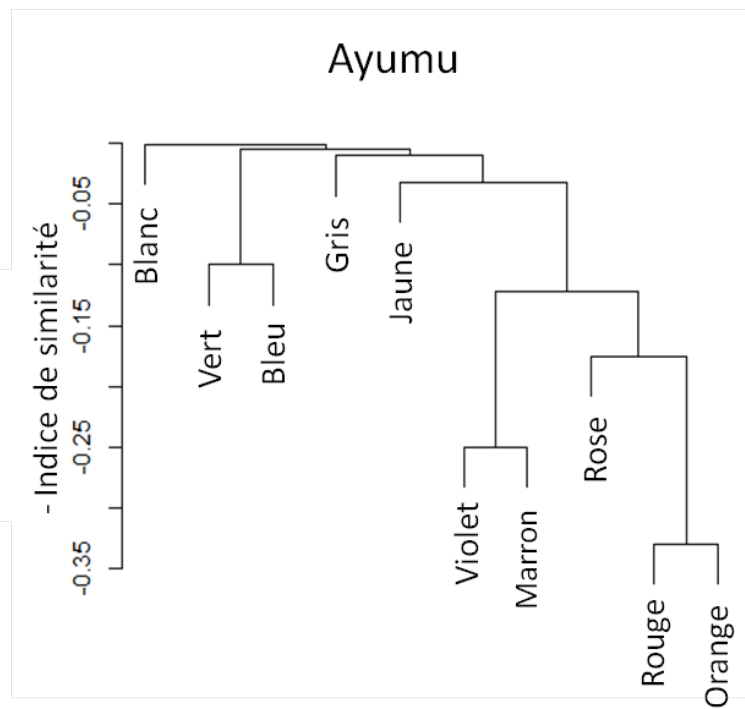 Ayumu
- Indice de similarité
-0.05
-0.15
-0.25
-0.35
Blanc
Vert
Bleu
Gris
Jaune
Violet
Marron
Rose
Rouge
Orange